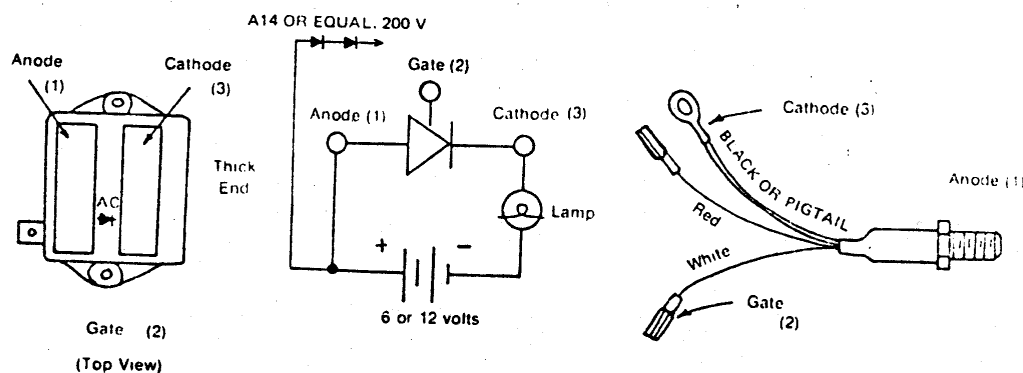 A14 OR EQUAL. 200 V
Anode
(1)
Cathode
(3)
AC
Thick
End
Gate (2)
(Top View)
Gate (2)
Anode (1)
Cathode (3)
Lamp
+
−
6 or 12 volts
Cathode (3)
BLACK OR PIGTAIL
Red
White
Gate
(2)
Anode (1)